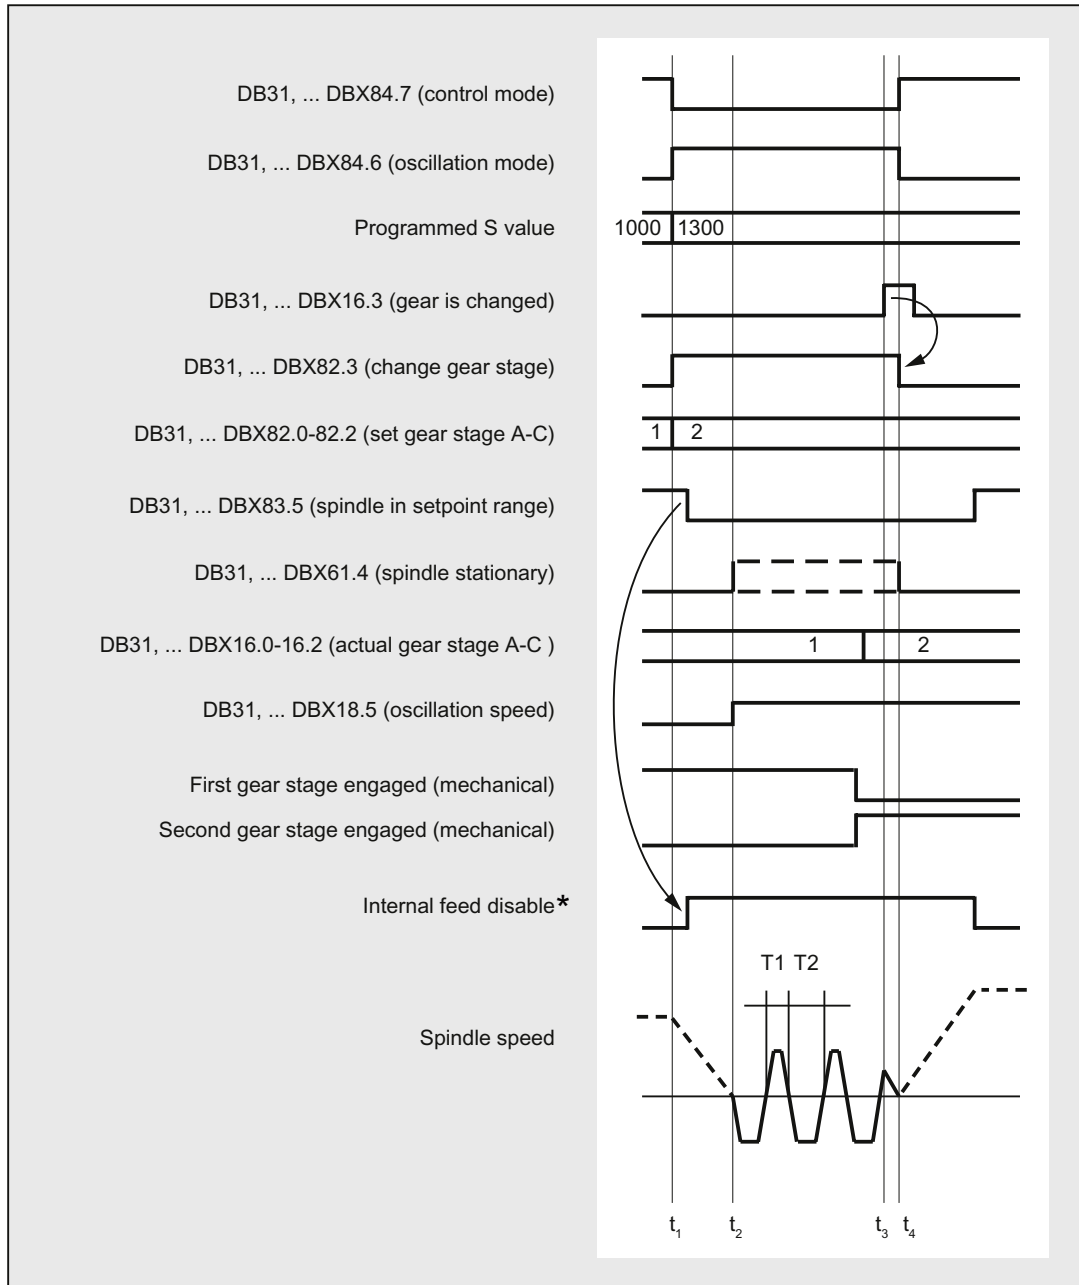 DB31, ... DBX84.7 (control mode)
DB31, ... DBX84.6 (oscillation mode)
Programmed S value
1000 1300
DB31, ... DBX16.3 (gear is changed)
DB31, ... DBX82.3 (change gear stage)
DB31, ... DBX82.0-82.2 (set gear stage A-C)
1 2
DB31, ... DBX83.5 (spindle in setpoint range)
DB31, ... DBX61.4 (spindle stationary)
DB31, ... DBX16.0-16.2 (actual gear stage A-C )
1 2
DB31, ... DBX18.5 (oscillation speed)
First gear stage engaged (mechanical)
Second gear stage engaged (mechanical)
Internal feed disable*
T1 T2
Spindle speed
t1 t2 t3 t4